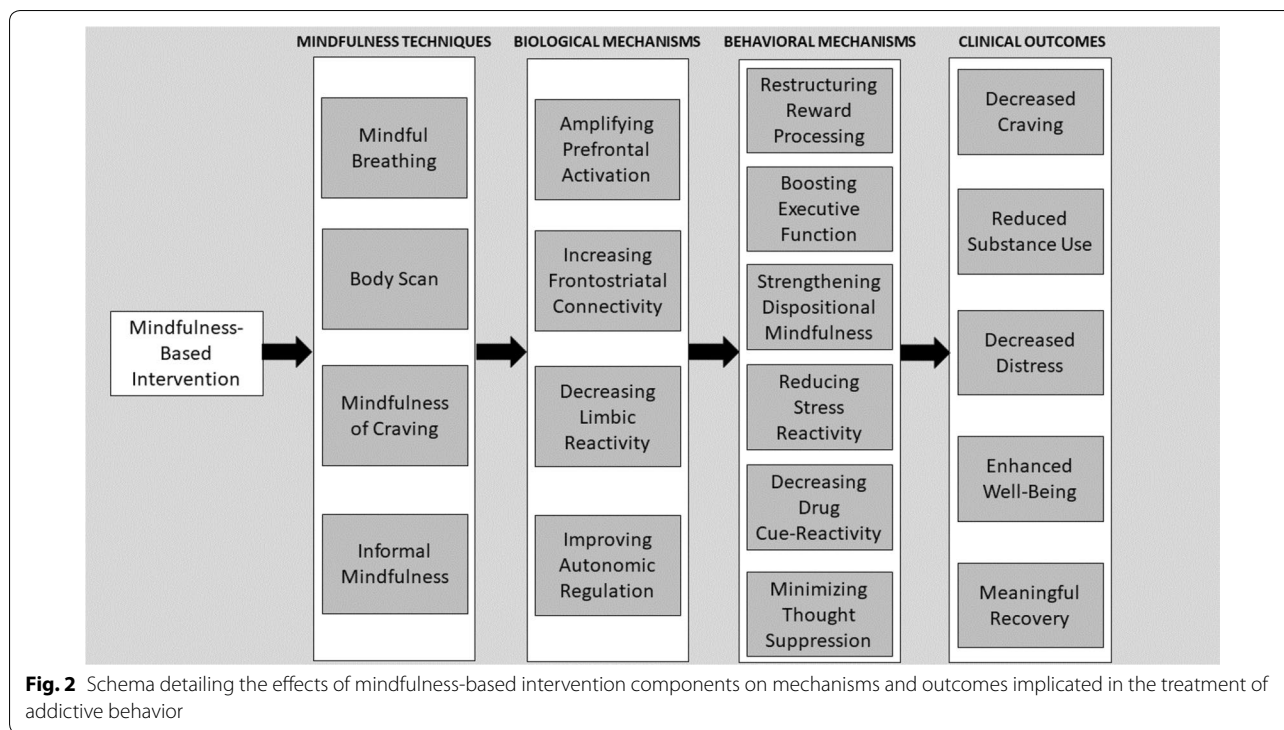 MINDFULNESS TECHNIQUES
BIOLOGICAL MECHANISMS
BEHAVIORAL MECHANISMS
CLINICAL OUTCOMES
Mindfulness-
Based
Intervention
Mindful
Breathing
Body Scan
Mindfulness
of Craving
Informal
Mindfulness
Amplifying
Prefrontal
Activation
Increasing
Frontostriatal
Connectivity
Decreasing
Limbic
Reactivity
Improving
Autonomic
Regulation
Restructuring
Reward
Processing
Boosting
Executive
Function
Strengthening
Dispositional
Mindfulness
Reducing
Stress
Reactivity
Decreasing
Drug
Cue-Reactivity
Minimizing
Thought
Suppression
Decreased
Craving
Reduced
Substance Use
Decreased
Distress
Enhanced
Well-Being
Meaningful
Recovery
Fig. 2 Schema detailing the effects of mindfulness-based intervention components on mechanisms and outcomes implicated in the treatment of
addictive behavior